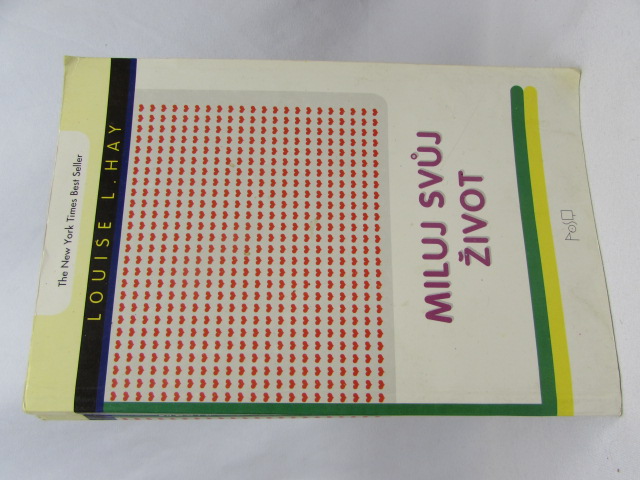 The New York Times Best Seller
LOUISE L. HAY
MILUJ SVŮJ
ŽIVOT